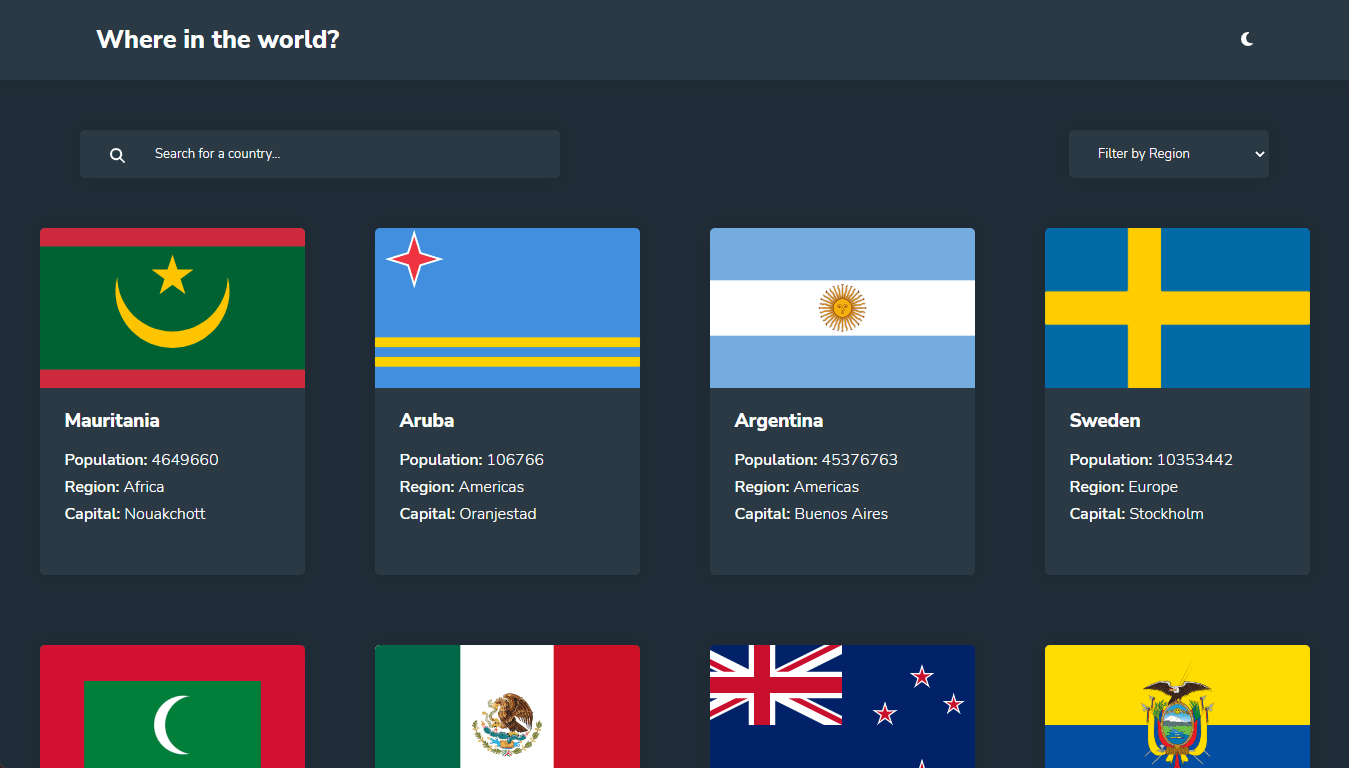 Where in the world?
Search for a country...
Filter by Region
Mauritania
Population: 4649660
Region: Africa
Capital: Nouakchott
Aruba
Population: 106766
Region: Americas
Capital: Oranjestad
Argentina
Population: 45376763
Region: Americas
Capital: Buenos Aires
Sweden
Population: 10353442
Region: Europe
Capital: Stockholm